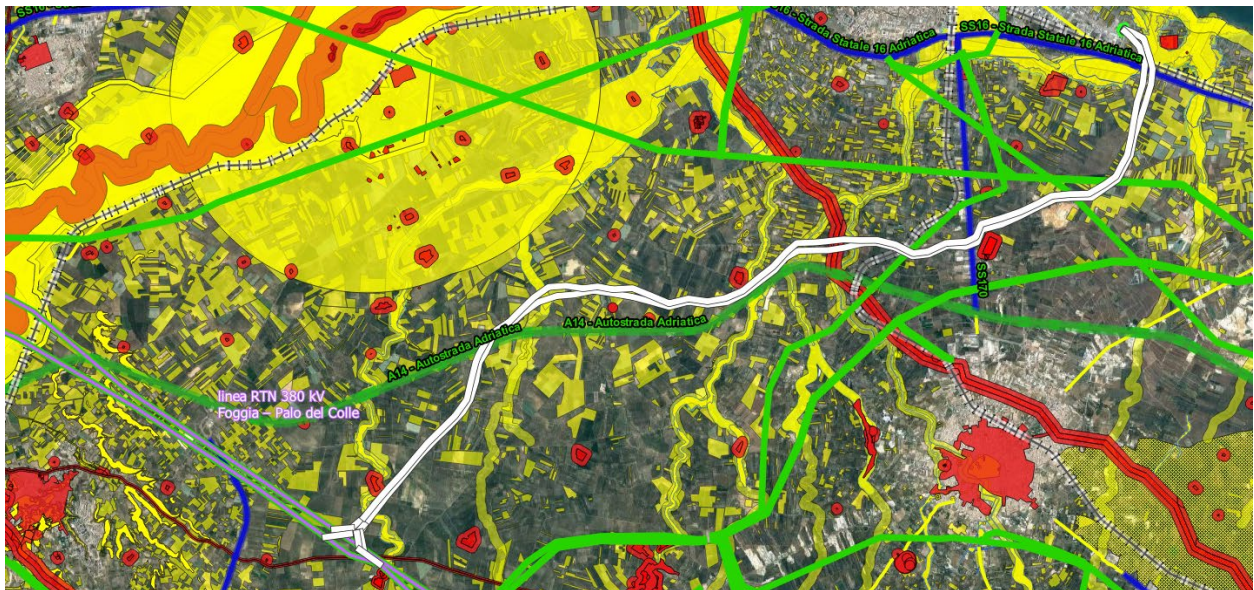 SS16 - Strada Statale 16 Adriatica
SS16 - Strada Statale 16 Adriatica
SS170
A14 - Autostrada Adriatica
A14 - Autostrada Adriatica
linea RTN 380 kV
Foggia – Palo del Colle